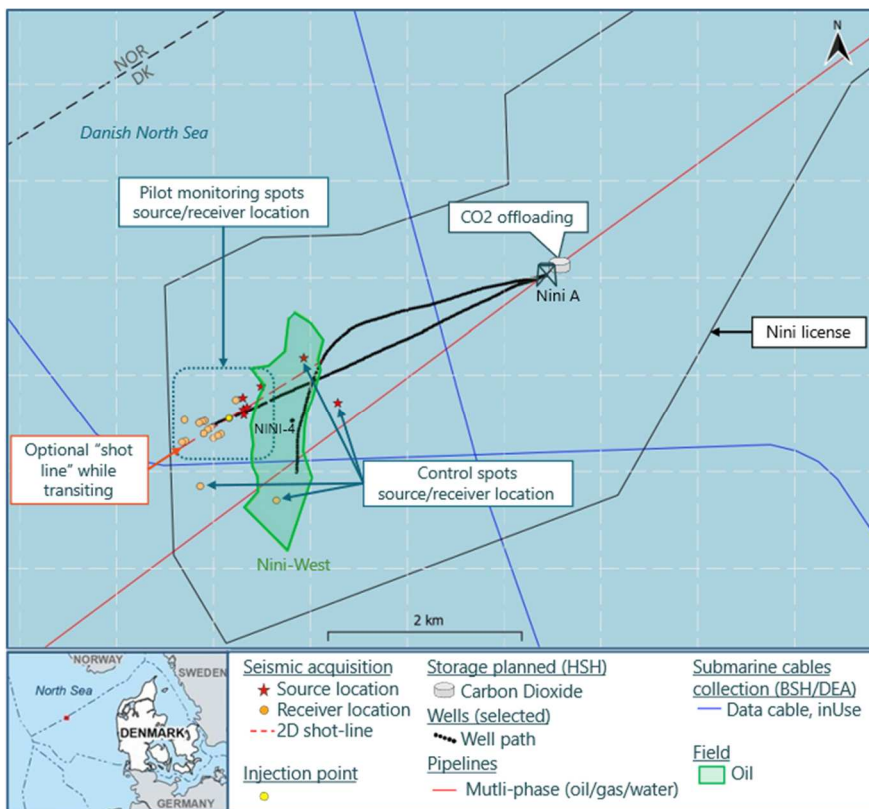 NOR
DK
N
Danish North Sea
Pilot monitoring spots
source/receiver location
CO2 offloading
Nini A
Nini license
NINI-4
Optional “shot
line” while
transiting
Control spots
source/receiver location
Nini-West
2 km
NORWAY
SWEDEN
North Sea
DENMARK
GERMANY
Seismic acquisition
Source location
Receiver location
2D shot-line
Injection point
Storage planned (HSH)
Carbon Dioxide
Wells (selected)
Well path
Pipelines
Mutli-phase (oil/gas/water)
Submarine cables
collection (BSH/DEA)
Data cable, inUse
Field
Oil